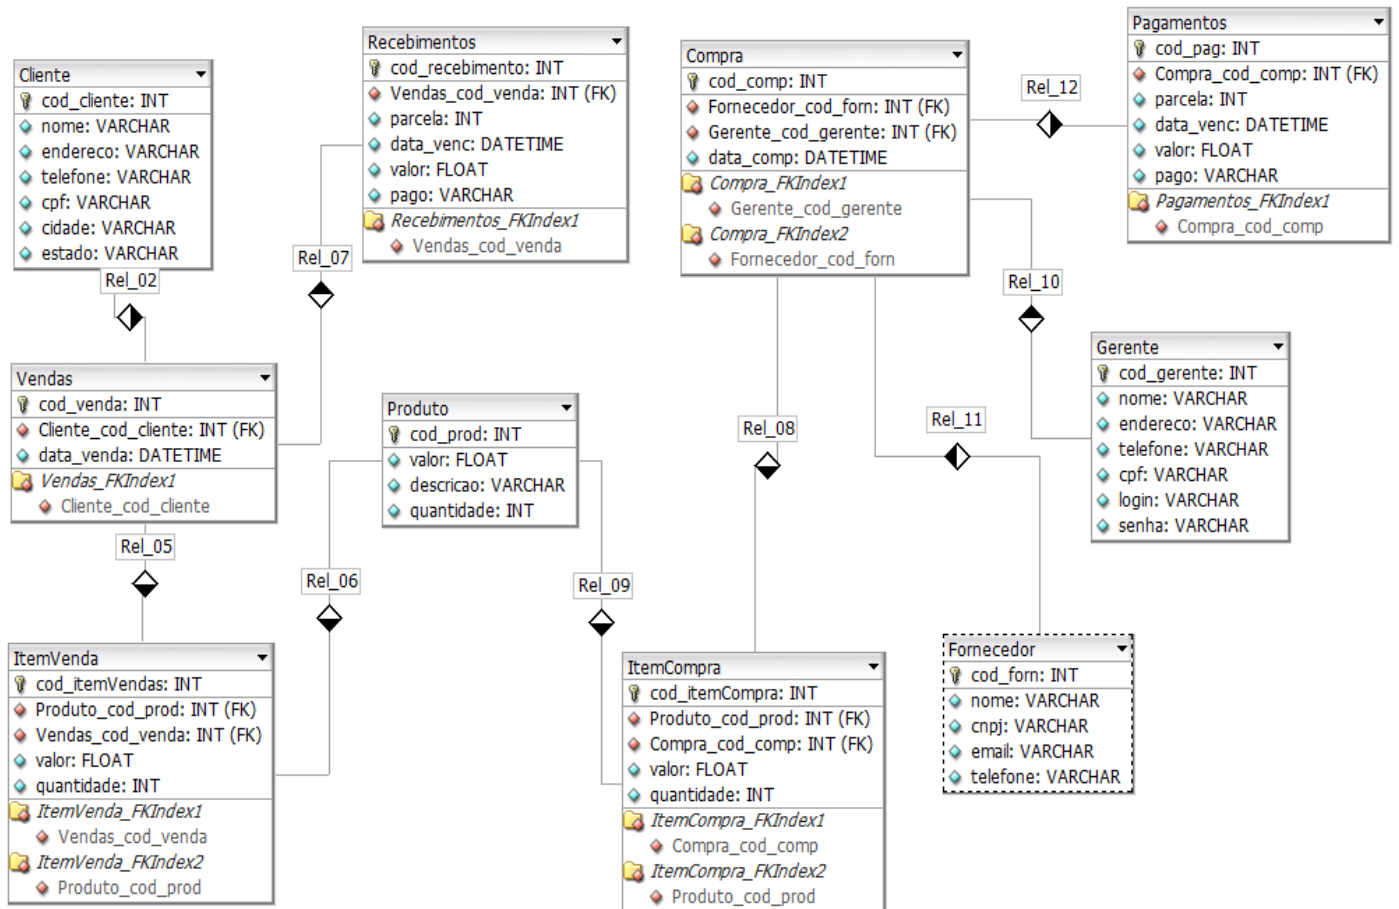 Cliente
cod_cliente: INT
nome: VARCHAR
endereco: VARCHAR
telefone: VARCHAR
cpf: VARCHAR
cidade: VARCHAR
estado: VARCHAR
Rel_02
Recebimentos
cod_recebimento: INT
Vendas_cod_venda: INT (FK)
parcela: INT
data_venc: DATETIME
valor: FLOAT
pago: VARCHAR
Recebimentos_FKIndex1
Vendas_cod_venda
Rel_07
Compra
cod_comp: INT
Fornecedor_cod_forn: INT (FK)
Gerente_cod_gerente: INT (FK)
data_comp: DATETIME
Compra_FKIndex1
Gerente_cod_gerente
Compra_FKIndex2
Fornecedor_cod_forn
Rel_12
Pagamentos
cod_pag: INT
Compra_cod_comp: INT (FK)
parcela: INT
data_venc: DATETIME
valor: FLOAT
pago: VARCHAR
Pagamentos_FKIndex1
Compra_cod_comp
Rel_10
Vendas
cod_venda: INT
Cliente_cod_cliente: INT (FK)
data_venda: DATETIME
Vendas_FKIndex1
Cliente_cod_cliente
Rel_05
Produto
cod_prod: INT
valor: FLOAT
descricao: VARCHAR
quantidade: INT
Rel_06
Rel_09
Rel_08
Rel_11
Gerente
cod_gerente: INT
nome: VARCHAR
endereco: VARCHAR
telefone: VARCHAR
cpf: VARCHAR
login: VARCHAR
senha: VARCHAR
ItemVenda
cod_itemVendas: INT
Produto_cod_prod: INT (FK)
Vendas_cod_venda: INT (FK)
valor: FLOAT
quantidade: INT
ItemVenda_FKIndex1
Vendas_cod_venda
ItemVenda_FKIndex2
Produto_cod_prod
ItemCompra
cod_itemCompra: INT
Produto_cod_prod: INT (FK)
Compra_cod_comp: INT (FK)
valor: FLOAT
quantidade: INT
ItemCompra_FKIndex1
Compra_cod_comp
ItemCompra_FKIndex2
Produto_cod_prod
Fornecedor
cod_forn: INT
nome: VARCHAR
cnpj: VARCHAR
email: VARCHAR
telefone: VARCHAR